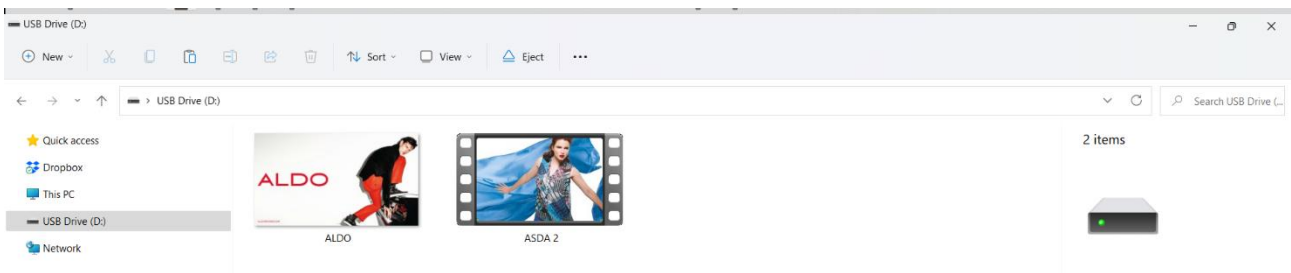 USB Drive (D:)
New
Sort
View
Eject
USB Drive (D:)
Search USB Drive (...
Quick access
Dropbox
This PC
USB Drive (D:)
Network
ALDO
ALDO
ASDA 2
2 items